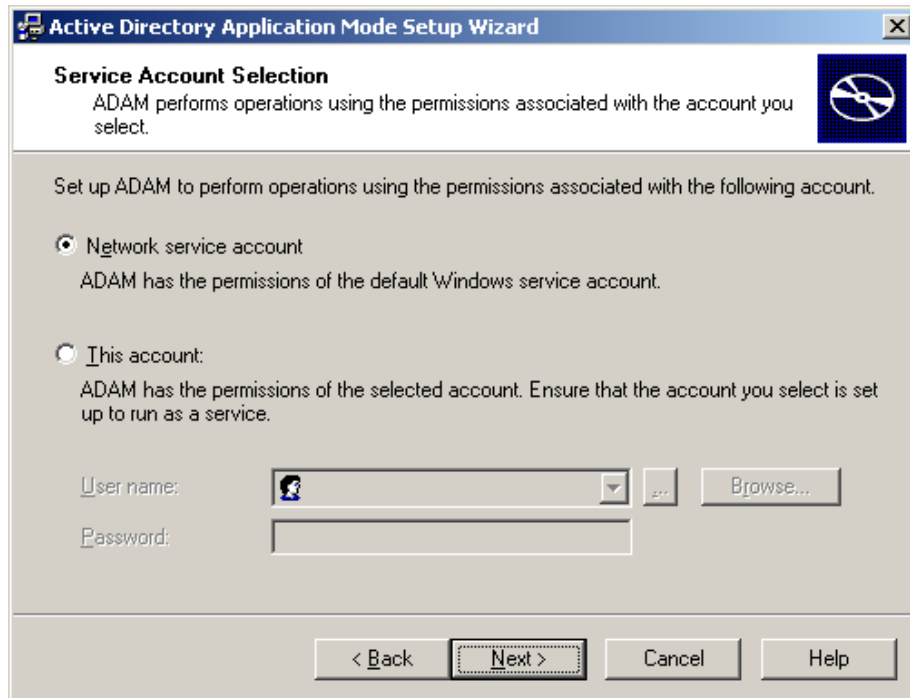 Active Directory Application Mode Setup Wizard
Service Account Selection
ADAM performs operations using the permissions associated with the account you
select.
Set up ADAM to perform operations using the permissions associated with the following account.
Network service account
ADAM has the permissions of the default Windows service account.
This account:
ADAM has the permissions of the selected account. Ensure that the account you select is set
up to run as a service.
User name:
... Browse...
Password:
< Back Next > Cancel Help